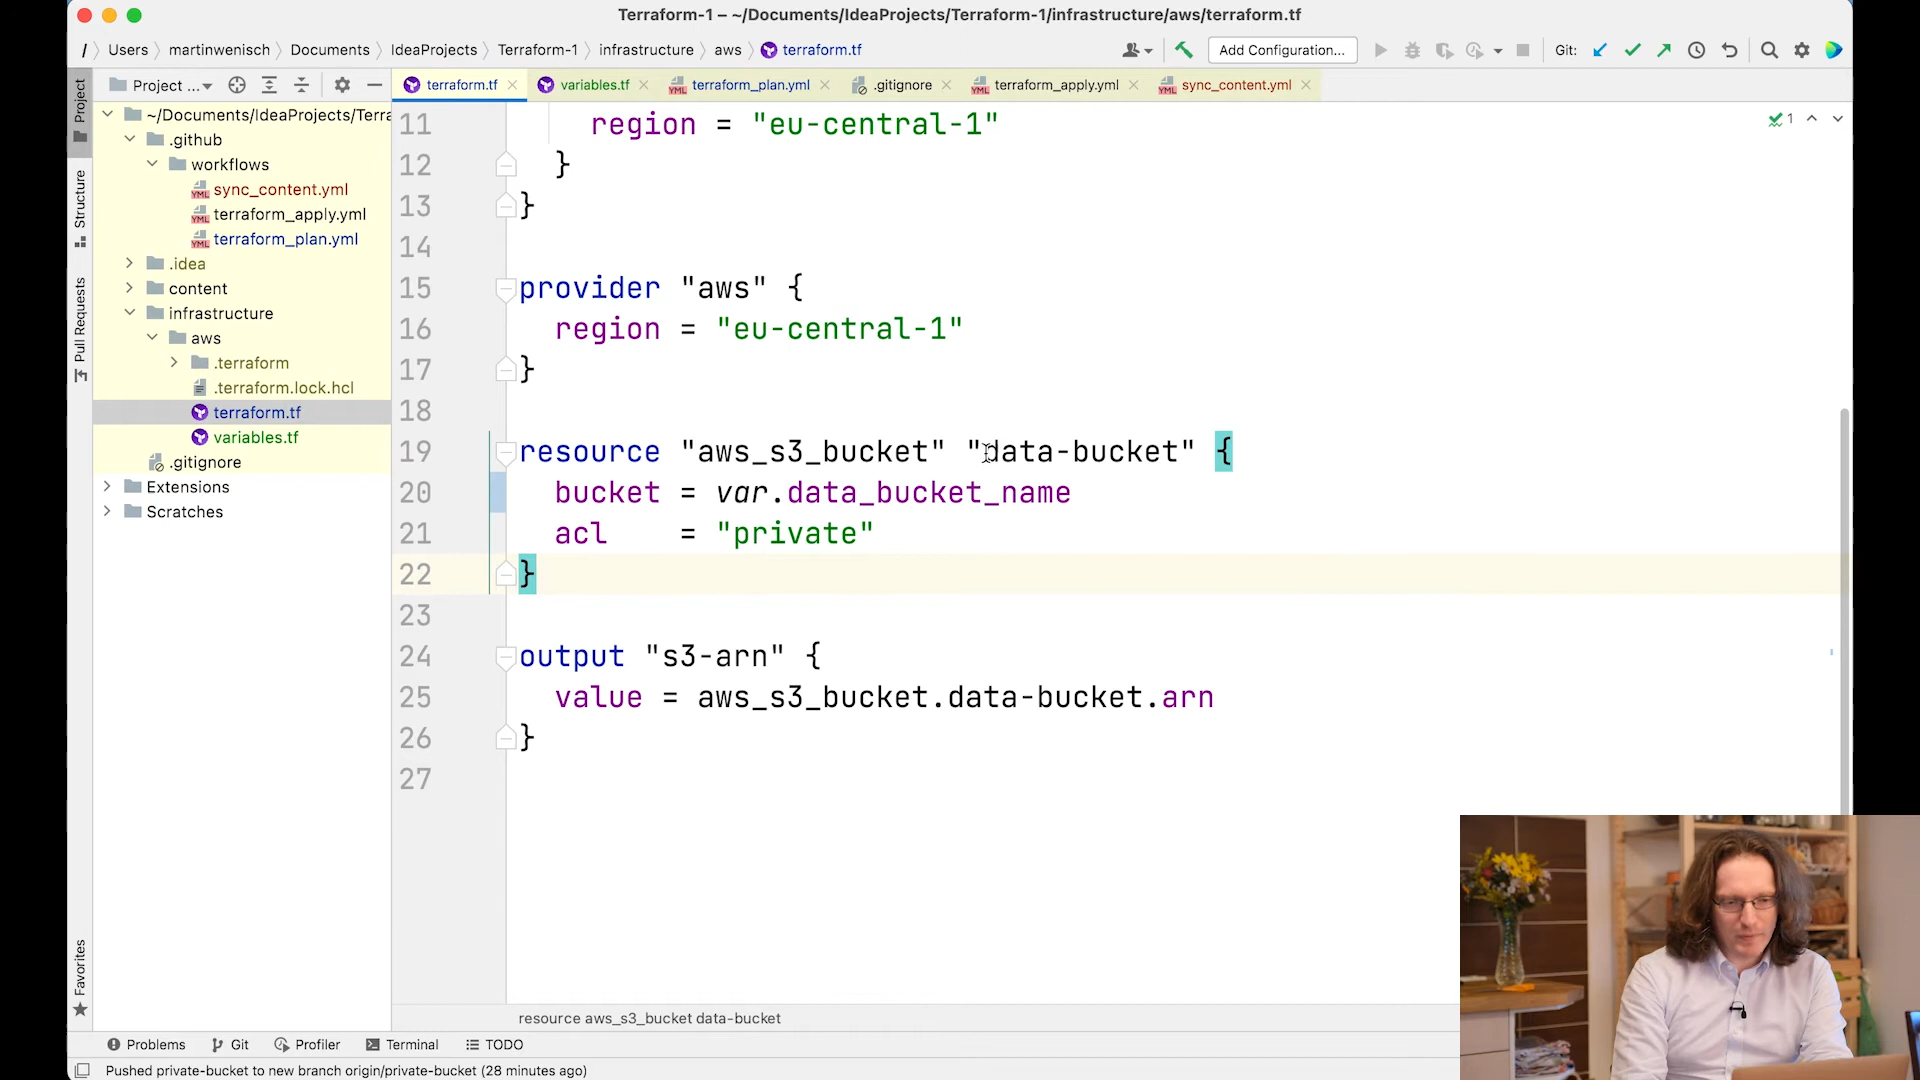 Terraform-1 – ~/Documents/IdeaProjects/Terraform-1/infrastructure/aws/terraform.tf
/ Users martinwenisch Documents IdeaProjects Terraform-1 infrastructure aws terraform.tf
Add Configuration...
Git:
Project ...
terraform.tf
variables.tf
terraform_plan.yml
.gitignore
terraform_apply.yml
sync_content.yml
Project
Structure
Pull Requests
Favorites
~/Documents/IdeaProjects/Terra
.github
workflows
sync_content.yml
terraform_apply.yml
terraform_plan.yml
.idea
content
infrastructure
aws
.terraform
.terraform.lock.hcl
terraform.tf
variables.tf
.gitignore
Extensions
Scratches
11 region = "eu-central-1"
12 }
13 }
14
15 provider "aws" {
16 region = "eu-central-1"
17 }
18
19 resource "aws_s3_bucket" "data-bucket" {
20 bucket = var.data_bucket_name
21 acl = "private"
22 }
23
24 output "s3-arn" {
25 value = aws_s3_bucket.data-bucket.arn
26 }
27
1
resource aws_s3_bucket data-bucket
Problems
Git
Profiler
Terminal
TODO
Pushed private-bucket to new branch origin/private-bucket (28 minutes ago)